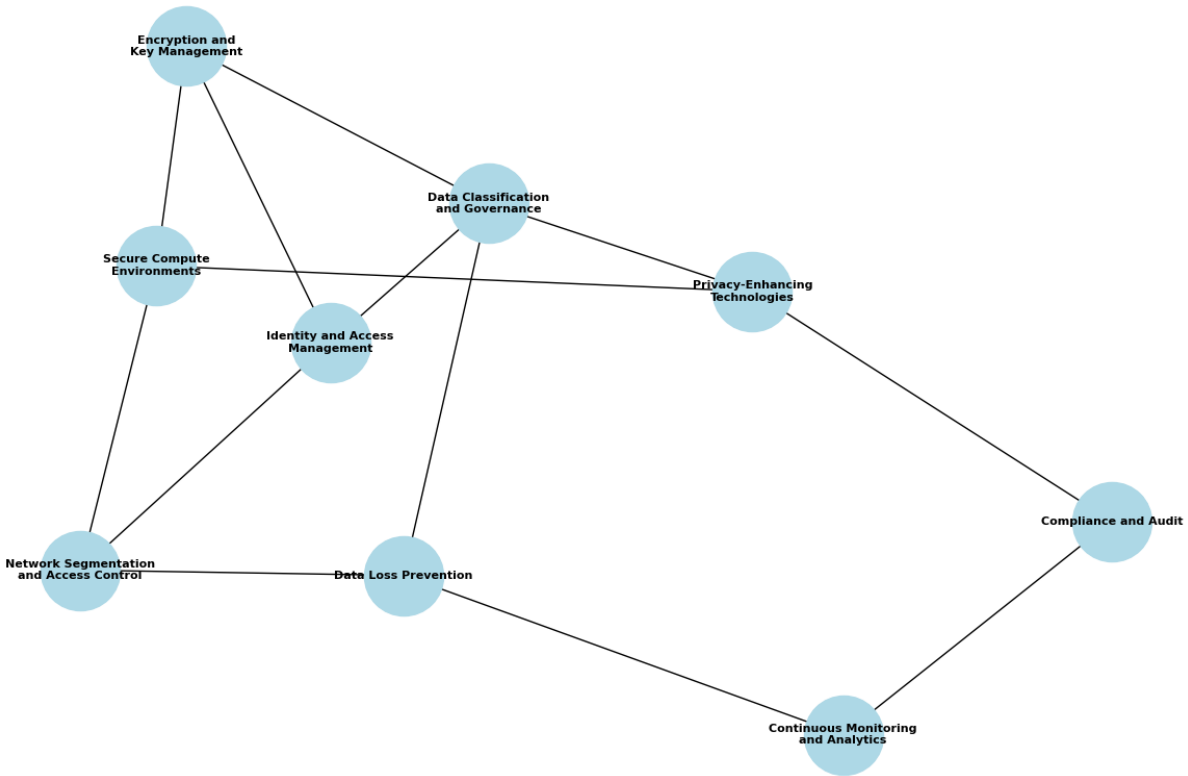 Encryption and
Key Management
Data Classification
and Governance
Secure Compute
Environments
Privacy-Enhancing
Technologies
Identity and Access
Management
Compliance and Audit
Network Segmentation
and Access Control
Data Loss Prevention
Continuous Monitoring
and Analytics